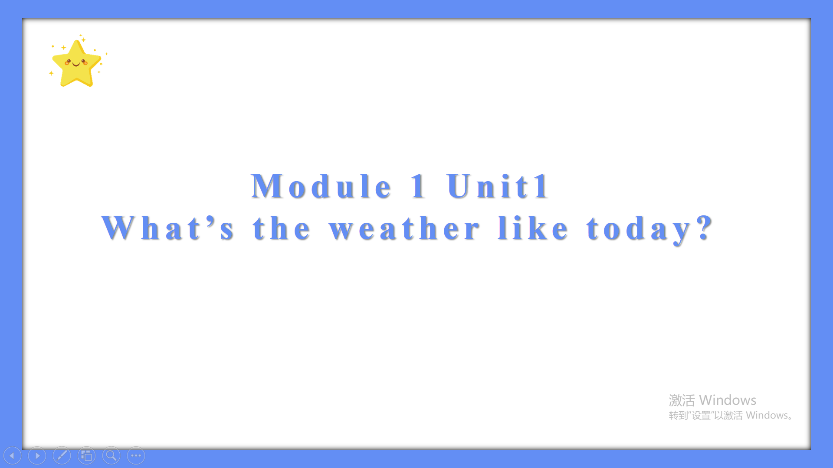 Module 1 Unit1
What’s the weather like today?
激活 Windows
转到“设置”以激活 Windows。